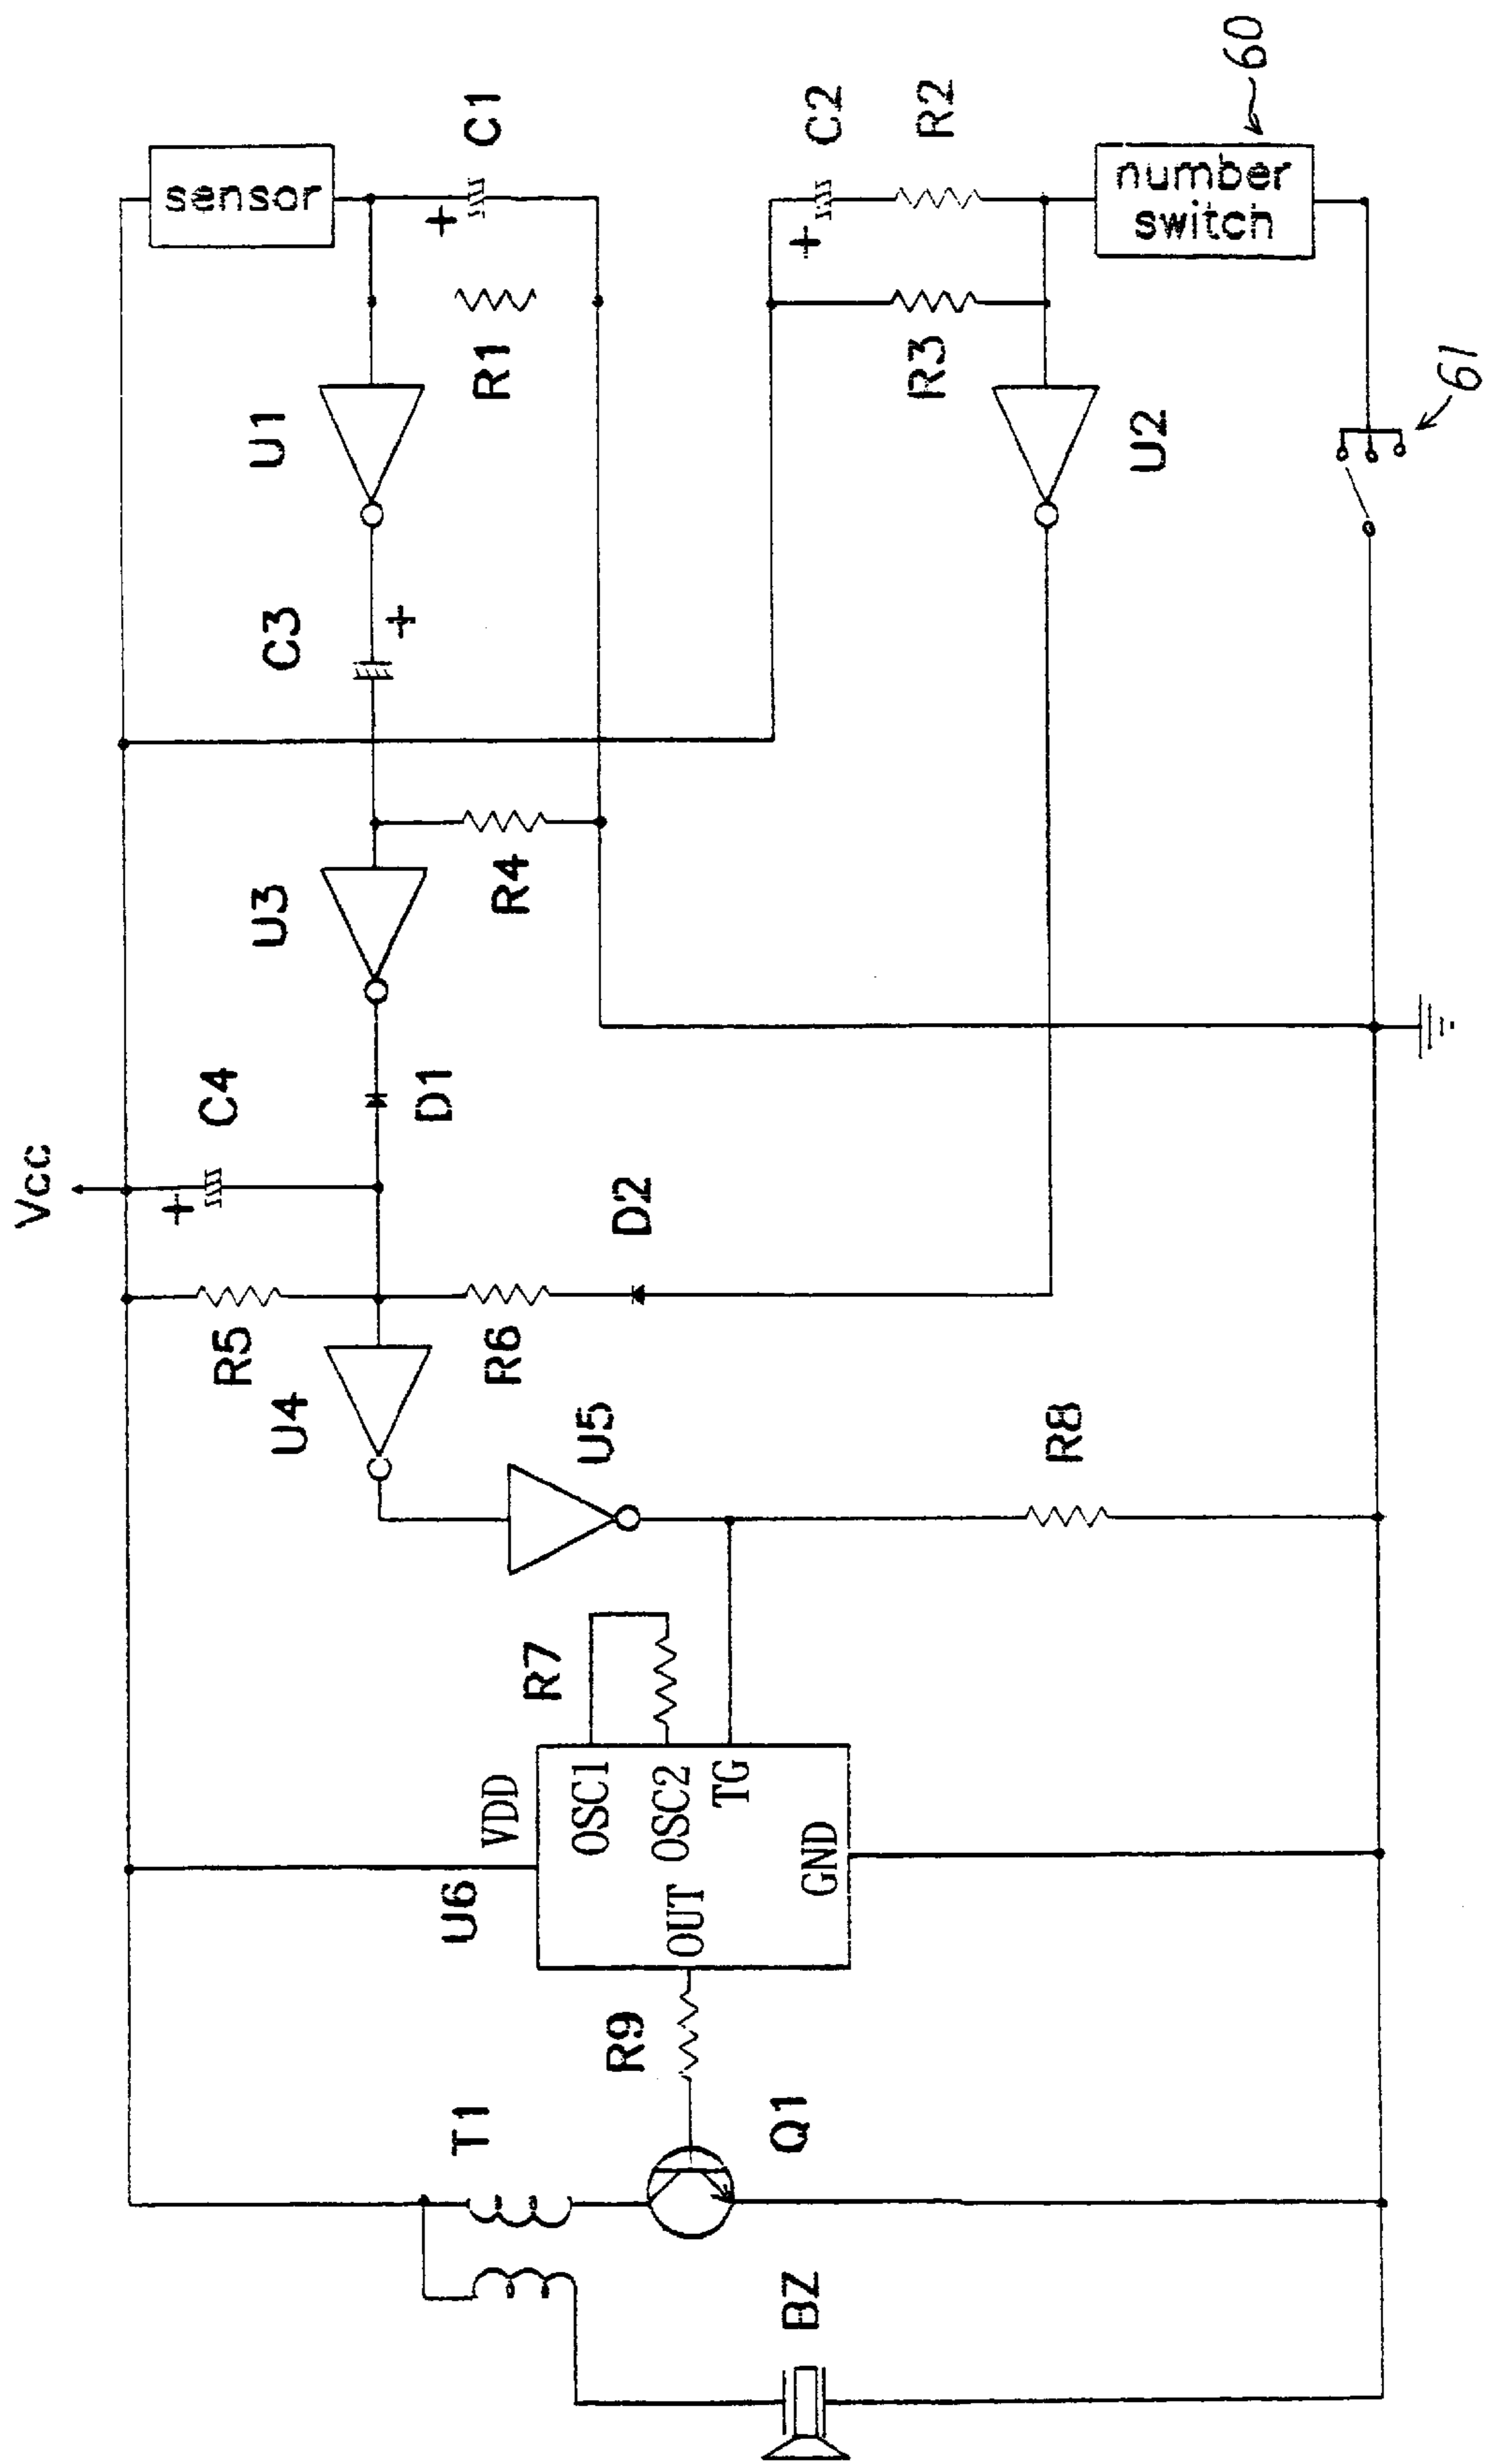 Vcc
sensor
C1
+
R1
U1
C3
+
U3
R4
C4
+
D1
D2
R5
R6
U4
U5
R8
C2
+
R2
R3
U2
number
switch
60
61
R7
VDD
U6
OSC1
OSC2
TG
OUT
GND
R9
T1
Q1
BZ